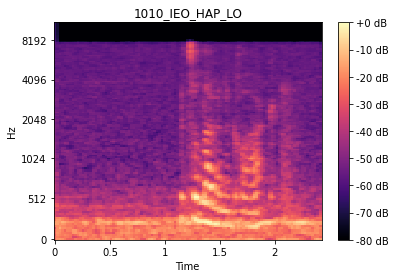 1010_IEO_HAP_LO
+0 dB
8192
-10 dB
4096
-20 dB
-30 dB
2048
Hz
-40 dB
1024
-50 dB
512
-60 dB
-70 dB
0
-80 dB
0 0.5 1 1.5 2
Time